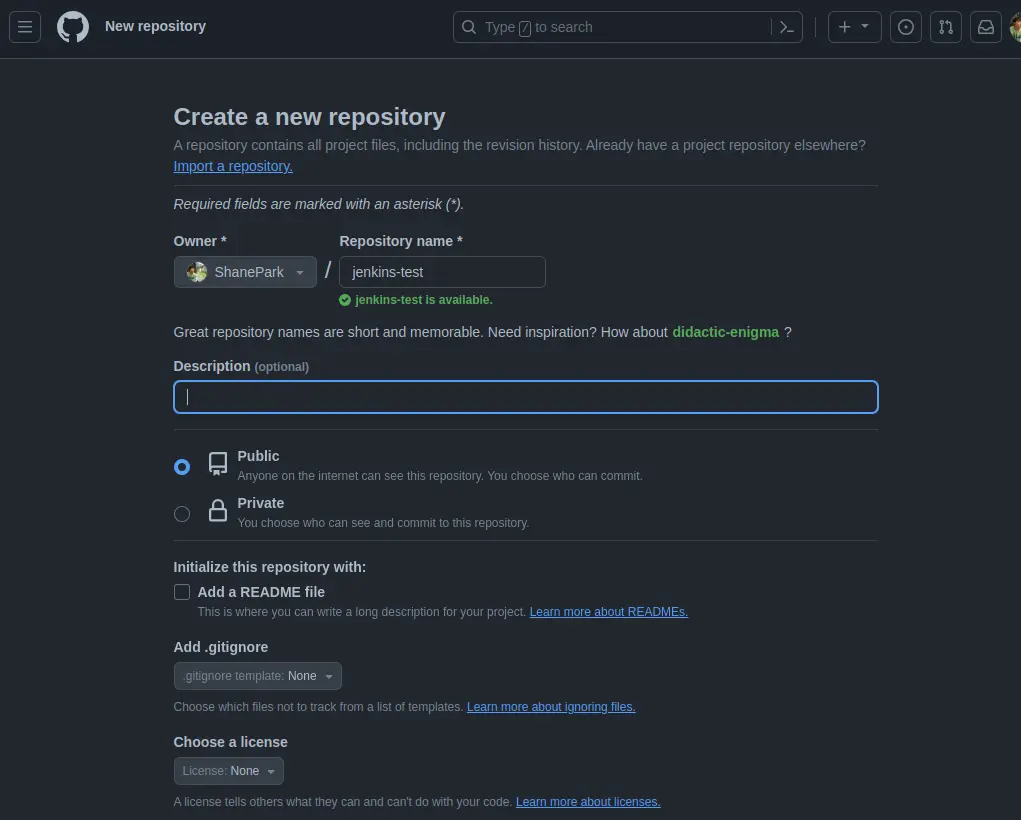 New repository
Type / to search
Create a new repository
A repository contains all project files, including the revision history. Already have a project repository elsewhere?
Import a repository.
Required fields are marked with an asterisk (*).
Owner *
Repository name *
ShanePark
/
jenkins-test
jenkins-test is available.
Great repository names are short and memorable. Need inspiration? How about didactic-enigma ?
Description (optional)
Public
Anyone on the internet can see this repository. You choose who can commit.
Private
You choose who can see and commit to this repository.
Initialize this repository with:
Add a README file
This is where you can write a long description for your project. Learn more about READMEs.
Add .gitignore
.gitignore template: None
Choose which files not to track from a list of templates. Learn more about ignoring files.
Choose a license
License: None
A license tells others what they can and can't do with your code. Learn more about licenses.